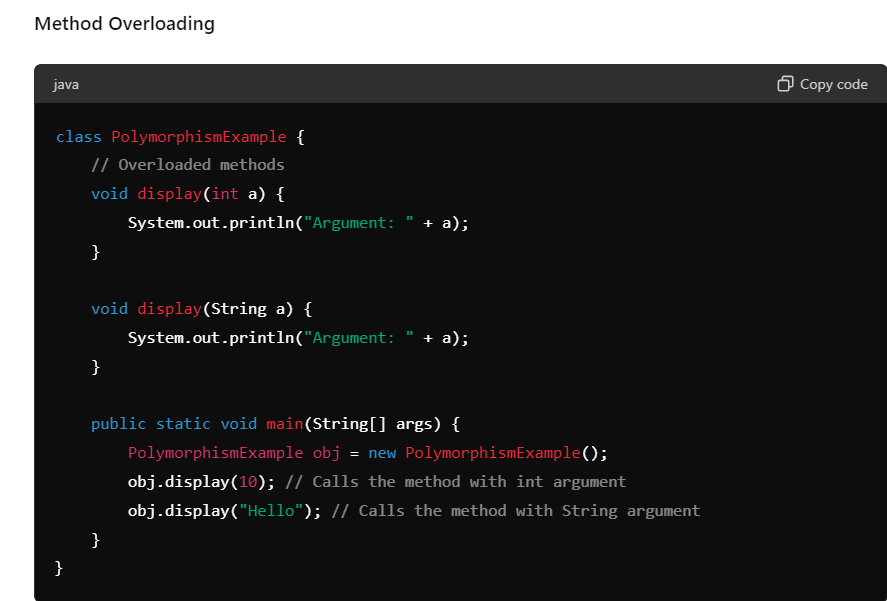 Method Overloading
java
Copy code
class PolymorphismExample {
    // Overloaded methods
    void display(int a) {
        System.out.println("Argument: " + a);
    }

    void display(String a) {
        System.out.println("Argument: " + a);
    }

    public static void main(String[] args) {
        PolymorphismExample obj = new PolymorphismExample();
        obj.display(10); // Calls the method with int argument
        obj.display("Hello"); // Calls the method with String argument
    }
}